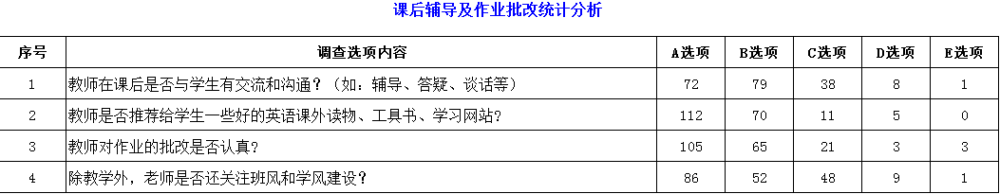 课后辅导及作业批改统计分析
序号 调查选项内容 A选项 B选项 C选项 D选项 E选项
1 教师在课后是否与学生有交流和沟通？（如：辅导、答疑、谈话等） 72 79 38 8 1
2 教师是否推荐给学生一些好的英语课外读物、工具书、学习网站? 112 70 11 5 0
3 教师对作业的批改是否认真? 105 65 21 3 3
4 除教学外，老师是否还关注班风和学风建设？ 86 52 48 9 1